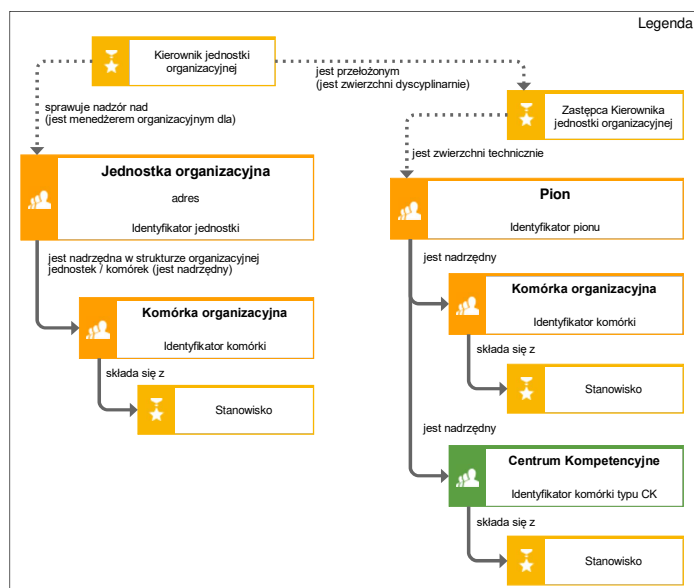 Legenda
Kierownik jednostki
organizacyjnej
jest przełożonym
(jest zwierzchni dyscyplinarnie)
sprawuje nadzór nad
(jest menedżerem organizacyjnym dla)
Zastępca Kierownika
jednostki organizacyjnej
jest zwierzchni technicznie
Jednostka organizacyjna
adres
Identyfikator jednostki
Pion
Identyfikator pionu
jest nadrzędna w strukturze organizacyjnej
jednostek / komórek (jest nadrzędny)
jest nadrzędny
Komórka organizacyjna
Identyfikator komórki
Komórka organizacyjna
Identyfikator komórki
składa się z
składa się z
Stanowisko
Stanowisko
jest nadrzędny
Centrum Kompetencyjne
Identyfikator komórki typu CK
składa się z
Stanowisko